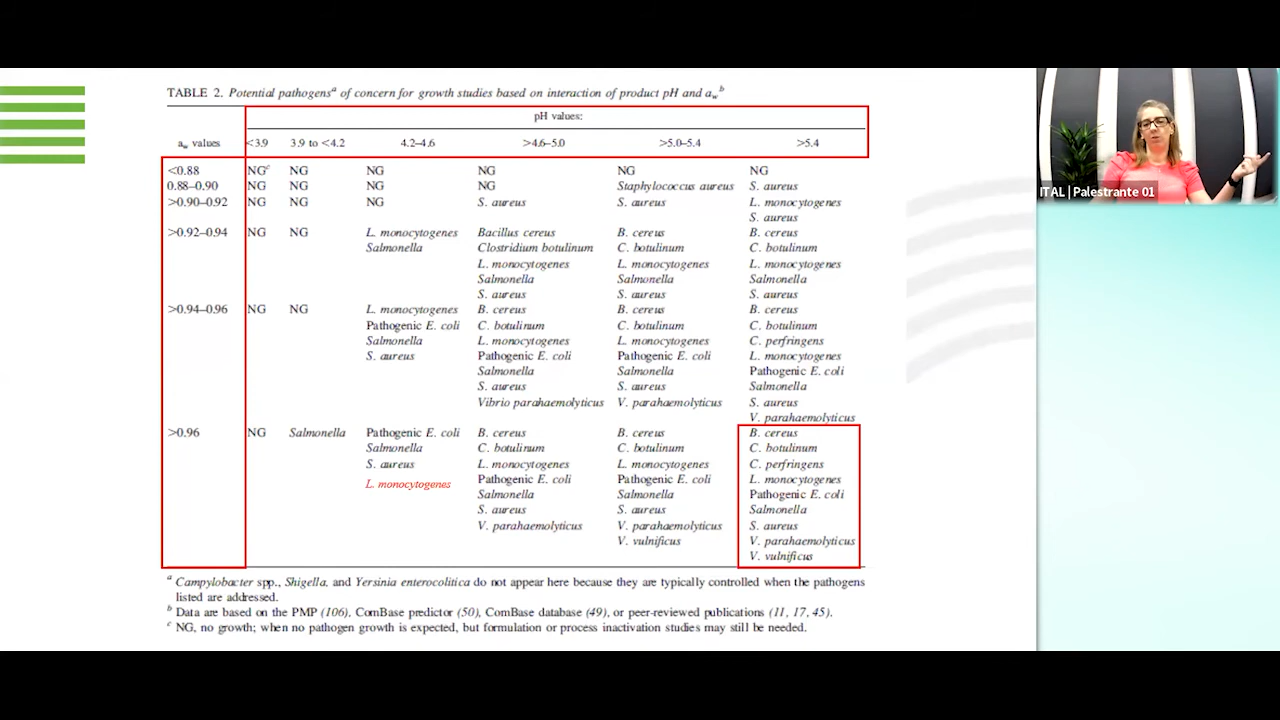 TABLE 2. Potential pathogensᵃ of concern for growth studies based on interaction of product pH and a_wᵇ
pH values:
a_w values <3.9 3.9 to <4.2 4.2–4.6 >4.6–5.0 >5.0–5.4 >5.4
<0.88 NGᶜ NG NG NG NG NG
0.88–0.90 NG NG NG NG Staphylococcus aureus S. aureus
>0.90–0.92 NG NG NG S. aureus S. aureus L. monocytogenes
S. aureus
>0.92–0.94 NG NG L. monocytogenes Bacillus cereus B. cereus B. cereus
Salmonella Clostridium botulinum C. botulinum C. botulinum
L. monocytogenes L. monocytogenes L. monocytogenes
Salmonella Salmonella Salmonella
S. aureus S. aureus S. aureus
>0.94–0.96 NG NG L. monocytogenes B. cereus B. cereus B. cereus
Pathogenic E. coli C. botulinum C. botulinum C. botulinum
Salmonella L. monocytogenes L. monocytogenes C. perfringens
S. aureus Pathogenic E. coli Pathogenic E. coli L. monocytogenes
Salmonella Salmonella Pathogenic E. coli
S. aureus S. aureus Salmonella
Vibrio parahaemolyticus V. parahaemolyticus S. aureus
V. parahaemolyticus
>0.96 NG Salmonella Pathogenic E. coli B. cereus B. cereus B. cereus
Salmonella C. botulinum C. botulinum C. botulinum
S. aureus L. monocytogenes L. monocytogenes C. perfringens
L. monocytogenes Pathogenic E. coli Pathogenic E. coli L. monocytogenes
Salmonella Salmonella Pathogenic E. coli
S. aureus S. aureus Salmonella
V. parahaemolyticus V. parahaemolyticus S. aureus
V. vulnificus V. parahaemolyticus
V. vulnificus
ᵃ Campylobacter spp., Shigella, and Yersinia enterocolitica do not appear here because they are typically controlled when the pathogens
listed are addressed.
ᵇ Data are based on the PMP (106), ComBase predictor (50), ComBase database (49), or peer-reviewed publications (11, 17, 45).
ᶜ NG, no growth; when no pathogen growth is expected, but formulation or process inactivation studies may still be needed.
ITAL | Palestrante 01